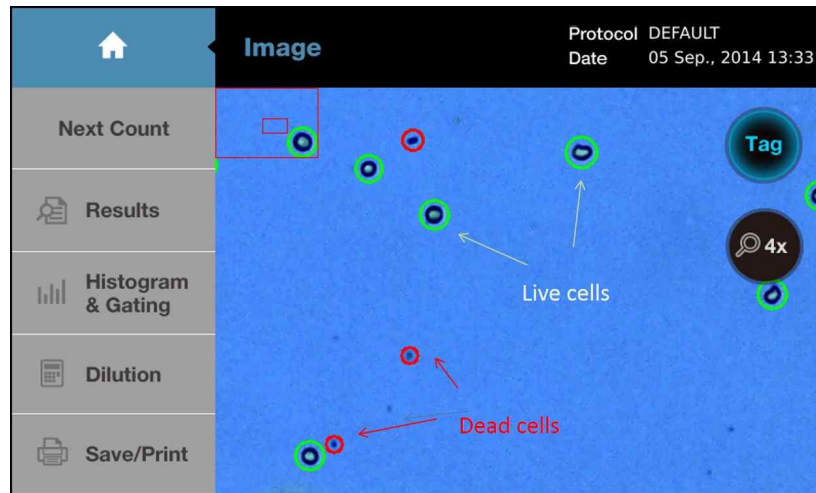 Image
Protocol DEFAULT
Date 05 Sep., 2014 13:33
Next Count
Results
Histogram
& Gating
Dilution
Save/Print
Tag
4x
Live cells
Dead cells